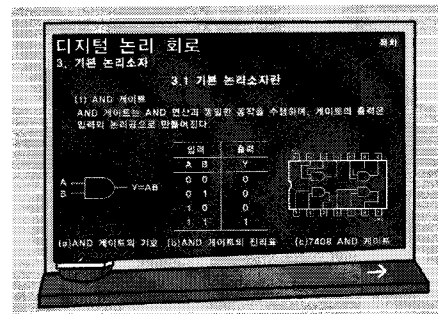 디지털 논리 회로
목차
3. 기본 논리소자
3.1 기본 논리소자란
(1) AND 게이트
AND 게이트는 AND 연산과 동일한 동작을 수행하며, 게이트의 출력은
입력의 논리곱으로 만들어진다.
입력 출력
A B Y
0 0 0
0 1 0
1 0 0
1 1 1
A
B
Y=AB
(a)AND 게이트의 기호 (b)AND 게이트의 진리표 (c)7408 AND 게이트